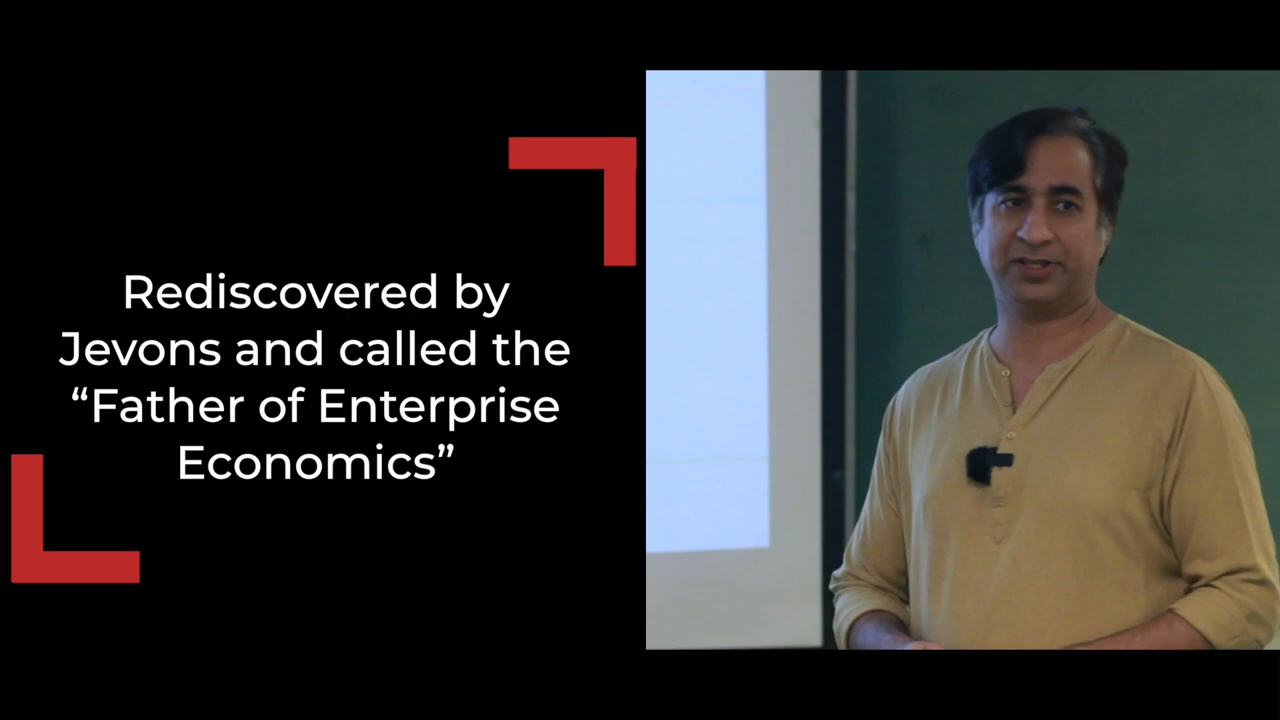 Rediscovered by
Jevons and called the
“Father of Enterprise
Economics”